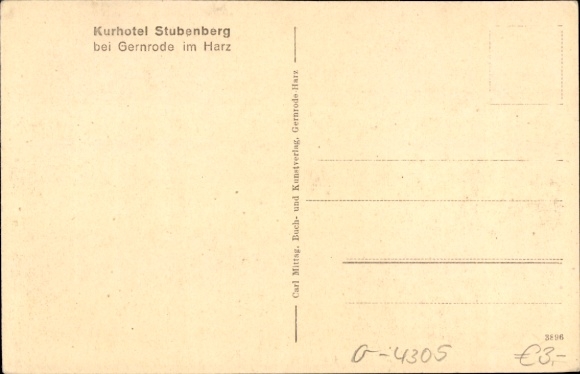 Kurhotel Stubenberg
bei Gernrode im Harz
Carl Mittag, Buch- und Kunstverlag, Gernrode-Harz
3896
O-4305
€3,-